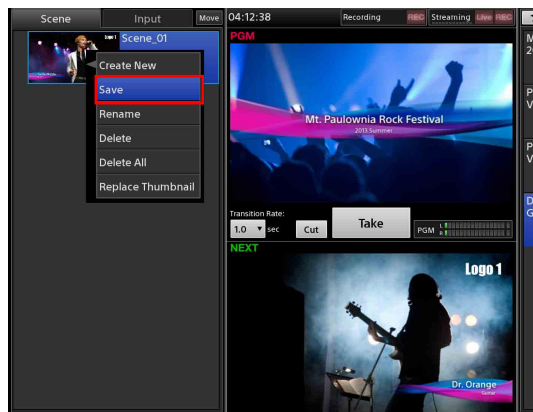 Scene
Input
Move
04:12:38
Recording
REC
Streaming
Live
REC
Scene_01
Create New
Save
Rename
Delete
Delete All
Replace Thumbnail
PGM
Mt. Paulownia Rock Festival
2013 Summer
Transition Rate:
1.0 ▼ sec
Cut
Take
PGM
L
R
NEXT
Logo 1
Dr. Orange
Guitar